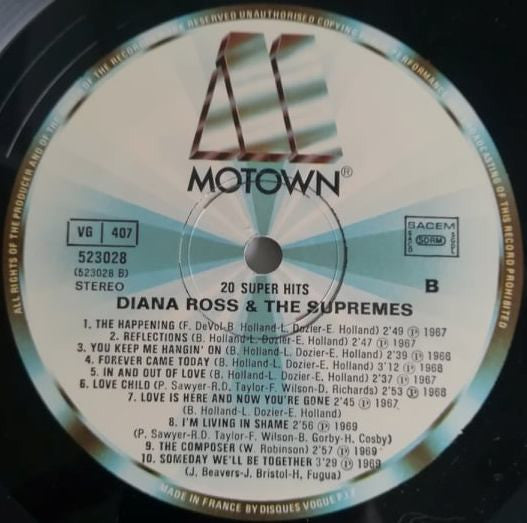 ALL RIGHTS OF THE PRODUCER AND OF THE OF THE RECORDED RESERVED UNAUTHORISED COPYING PERFORMANCE BROADCASTING OF THIS RECORD PROHIBITED
MOTOWN®
VG 407
523028
(523028 B)
STEREO
SACEM
SDRM
SACD
SGDL
B
20 SUPER HITS
DIANA ROSS & THE SUPREMES
1. THE HAPPENING (F. DeVol-B. Holland-L. Dozier-E. Holland) 2'49 ℗ 1967
2. REFLECTIONS (B. Holland-L. Dozier-E. Holland) 2'47 ℗ 1967
3. YOU KEEP ME HANGIN' ON (B. Holland-L. Dozier-E. Holland) 2'39 ℗ 1966
4. FOREVER CAME TODAY (B. Holland-L. Dozier-E. Holland) 3'12 ℗ 1968
5. IN AND OUT OF LOVE (B. Holland-L. Dozier-E. Holland) 2'37 ℗ 1967
6. LOVE CHILD (P. Sawyer-R.D. Taylor-F. Wilson-D. Richards) 2'53 ℗ 1968
7. LOVE IS HERE AND NOW YOU'RE GONE 2'45 ℗ 1967
(B. Holland-L. Dozier-E. Holland)
8. I'M LIVING IN SHAME 2'56 ℗ 1969
(P. Sawyer-R.D. Taylor-F. Wilson-B. Gorby-H. Cosby)
9. THE COMPOSER (W. Robinson) 2'57 ℗ 1969
10. SOMEDAY WE'LL BE TOGETHER 3'29 ℗ 1969
(J. Beavers-J. Bristol-H, Fugua)
MADE IN FRANCE BY DISQUES VOGUE P.I.P.